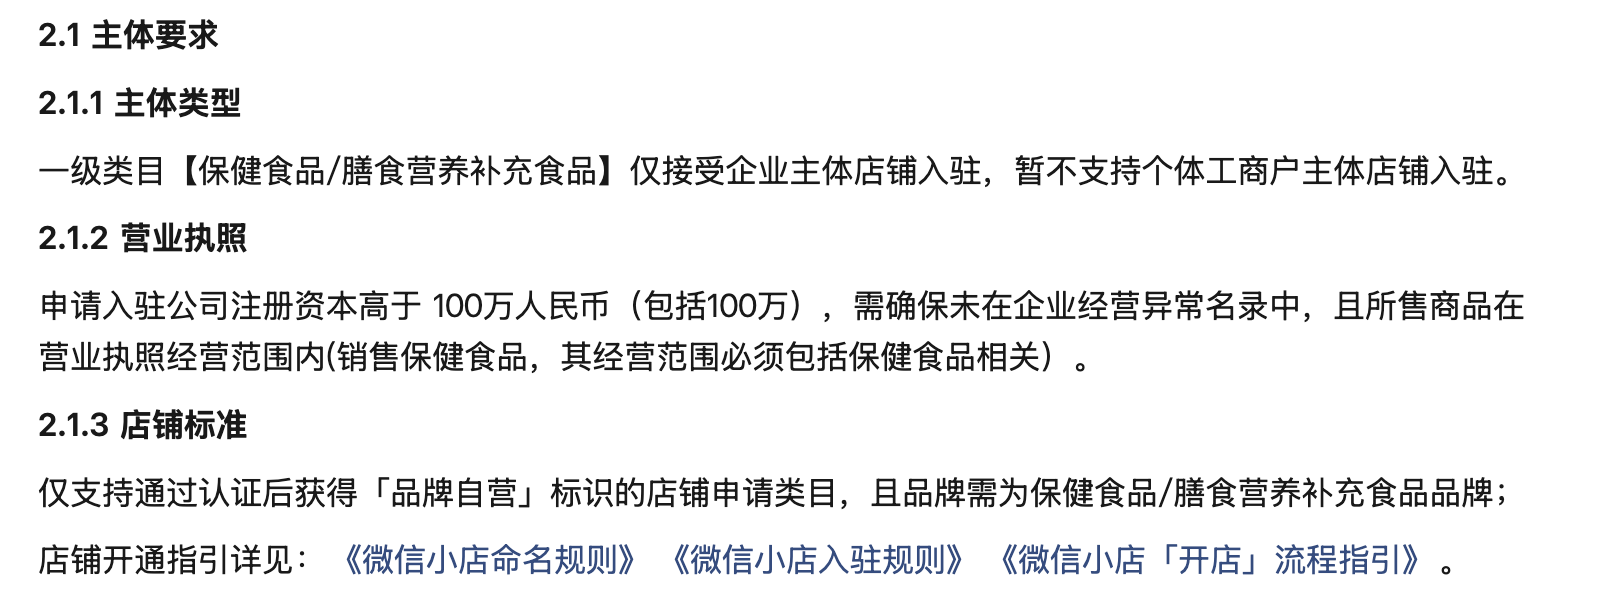 2.1 主体要求
2.1.1 主体类型
一级类目【保健食品/膳食营养补充食品】仅接受企业主体店铺入驻，暂不支持个体工商户主体店铺入驻。
2.1.2 营业执照
申请入驻公司注册资本高于 100万人民币（包括100万），需确保未在企业经营异常名录中，且所售商品在
营业执照经营范围内(销售保健食品，其经营范围必须包括保健食品相关）。
2.1.3 店铺标准
仅支持通过认证后获得「品牌自营」标识的店铺申请类目，且品牌需为保健食品/膳食营养补充食品品牌；
店铺开通指引详见：《微信小店命名规则》《微信小店入驻规则》《微信小店「开店」流程指引》。